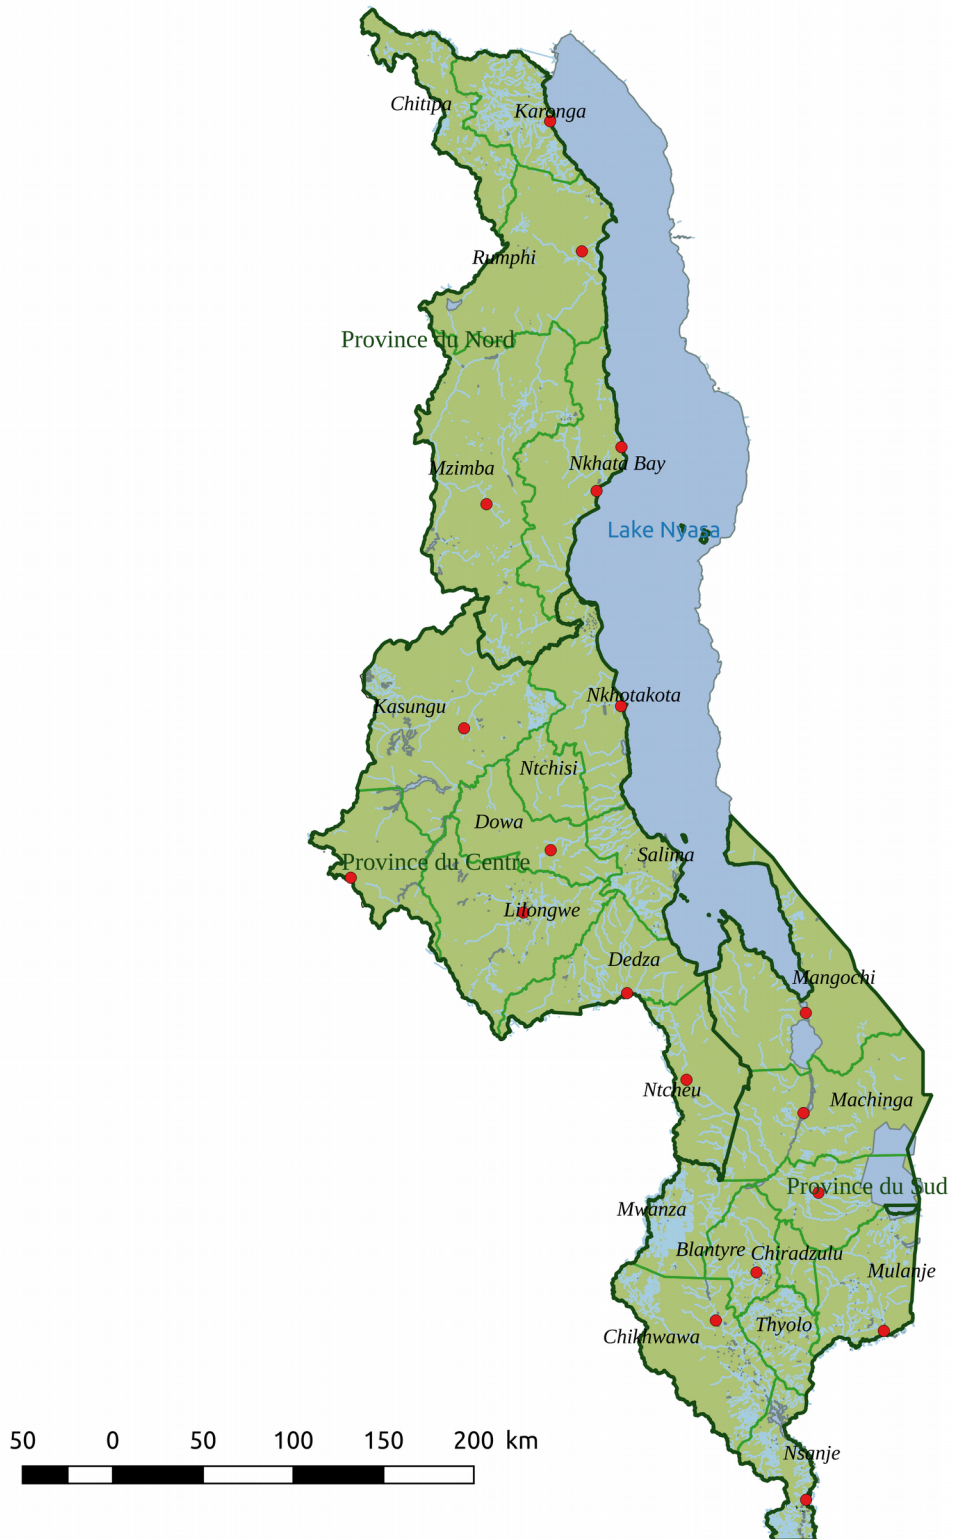 Chitipa
Karonga
Rumphi
Province du Nord
Mzimba
Nkhata Bay
Lake Nyasa
Nkhotakota
Kasungu
Ntchisi
Dowa
Salima
Province du Centre
Lilongwe
Dedza
Mangochi
Ntcheu
Machinga
Province du Sud
Mwanza
Blantyre
Chiradzulu
Mulanje
Thyolo
Chikhwawa
50 0 50 100 150 200 km
Nsanje